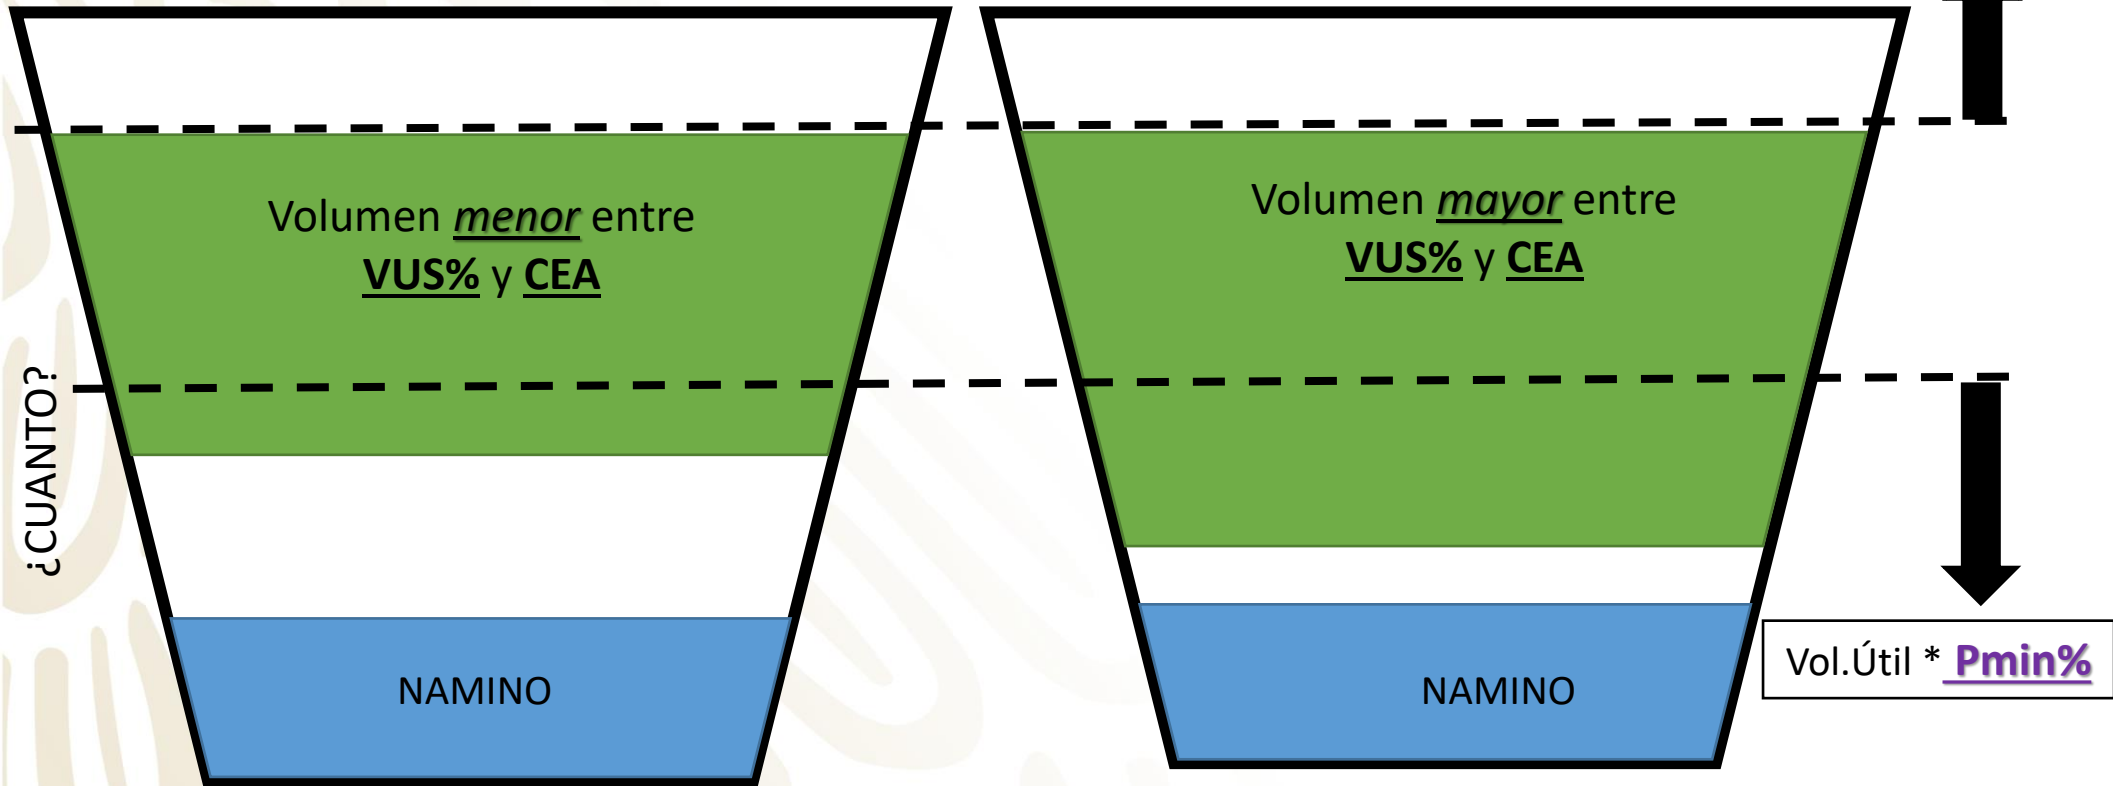 Volumen menor entre
VUS% y CEA
Volumen mayor entre
VUS% y CEA
¿CUANTO?
NAMINO
NAMINO
Vol.Útil * Pmin%